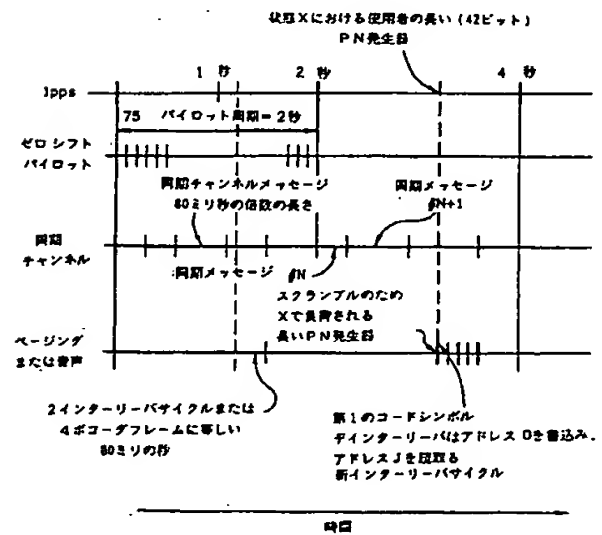 状態Xにおける使用者の長い(42ビット)
PN発生器
1 秒
2 秒
4 秒
1pps
75 パイロット周期=2秒
ゼロシフト
パイロット
同期チャンネルメッセージ
80ミリ秒の倍数の長さ
同期メッセージ
#N+1
同期
チャンネル
同期メッセージ #N
スクランブルのため
Xで負荷される
長いPN発生器
ページング
または音声
2インターリーバサイクルまたは
4ボコーダフレームに等しい
80ミリの秒
第1のコードシンボル
デインターリーバはアドレス0を書込み、
アドレスJを読取る
新インターリーバサイクル
時間